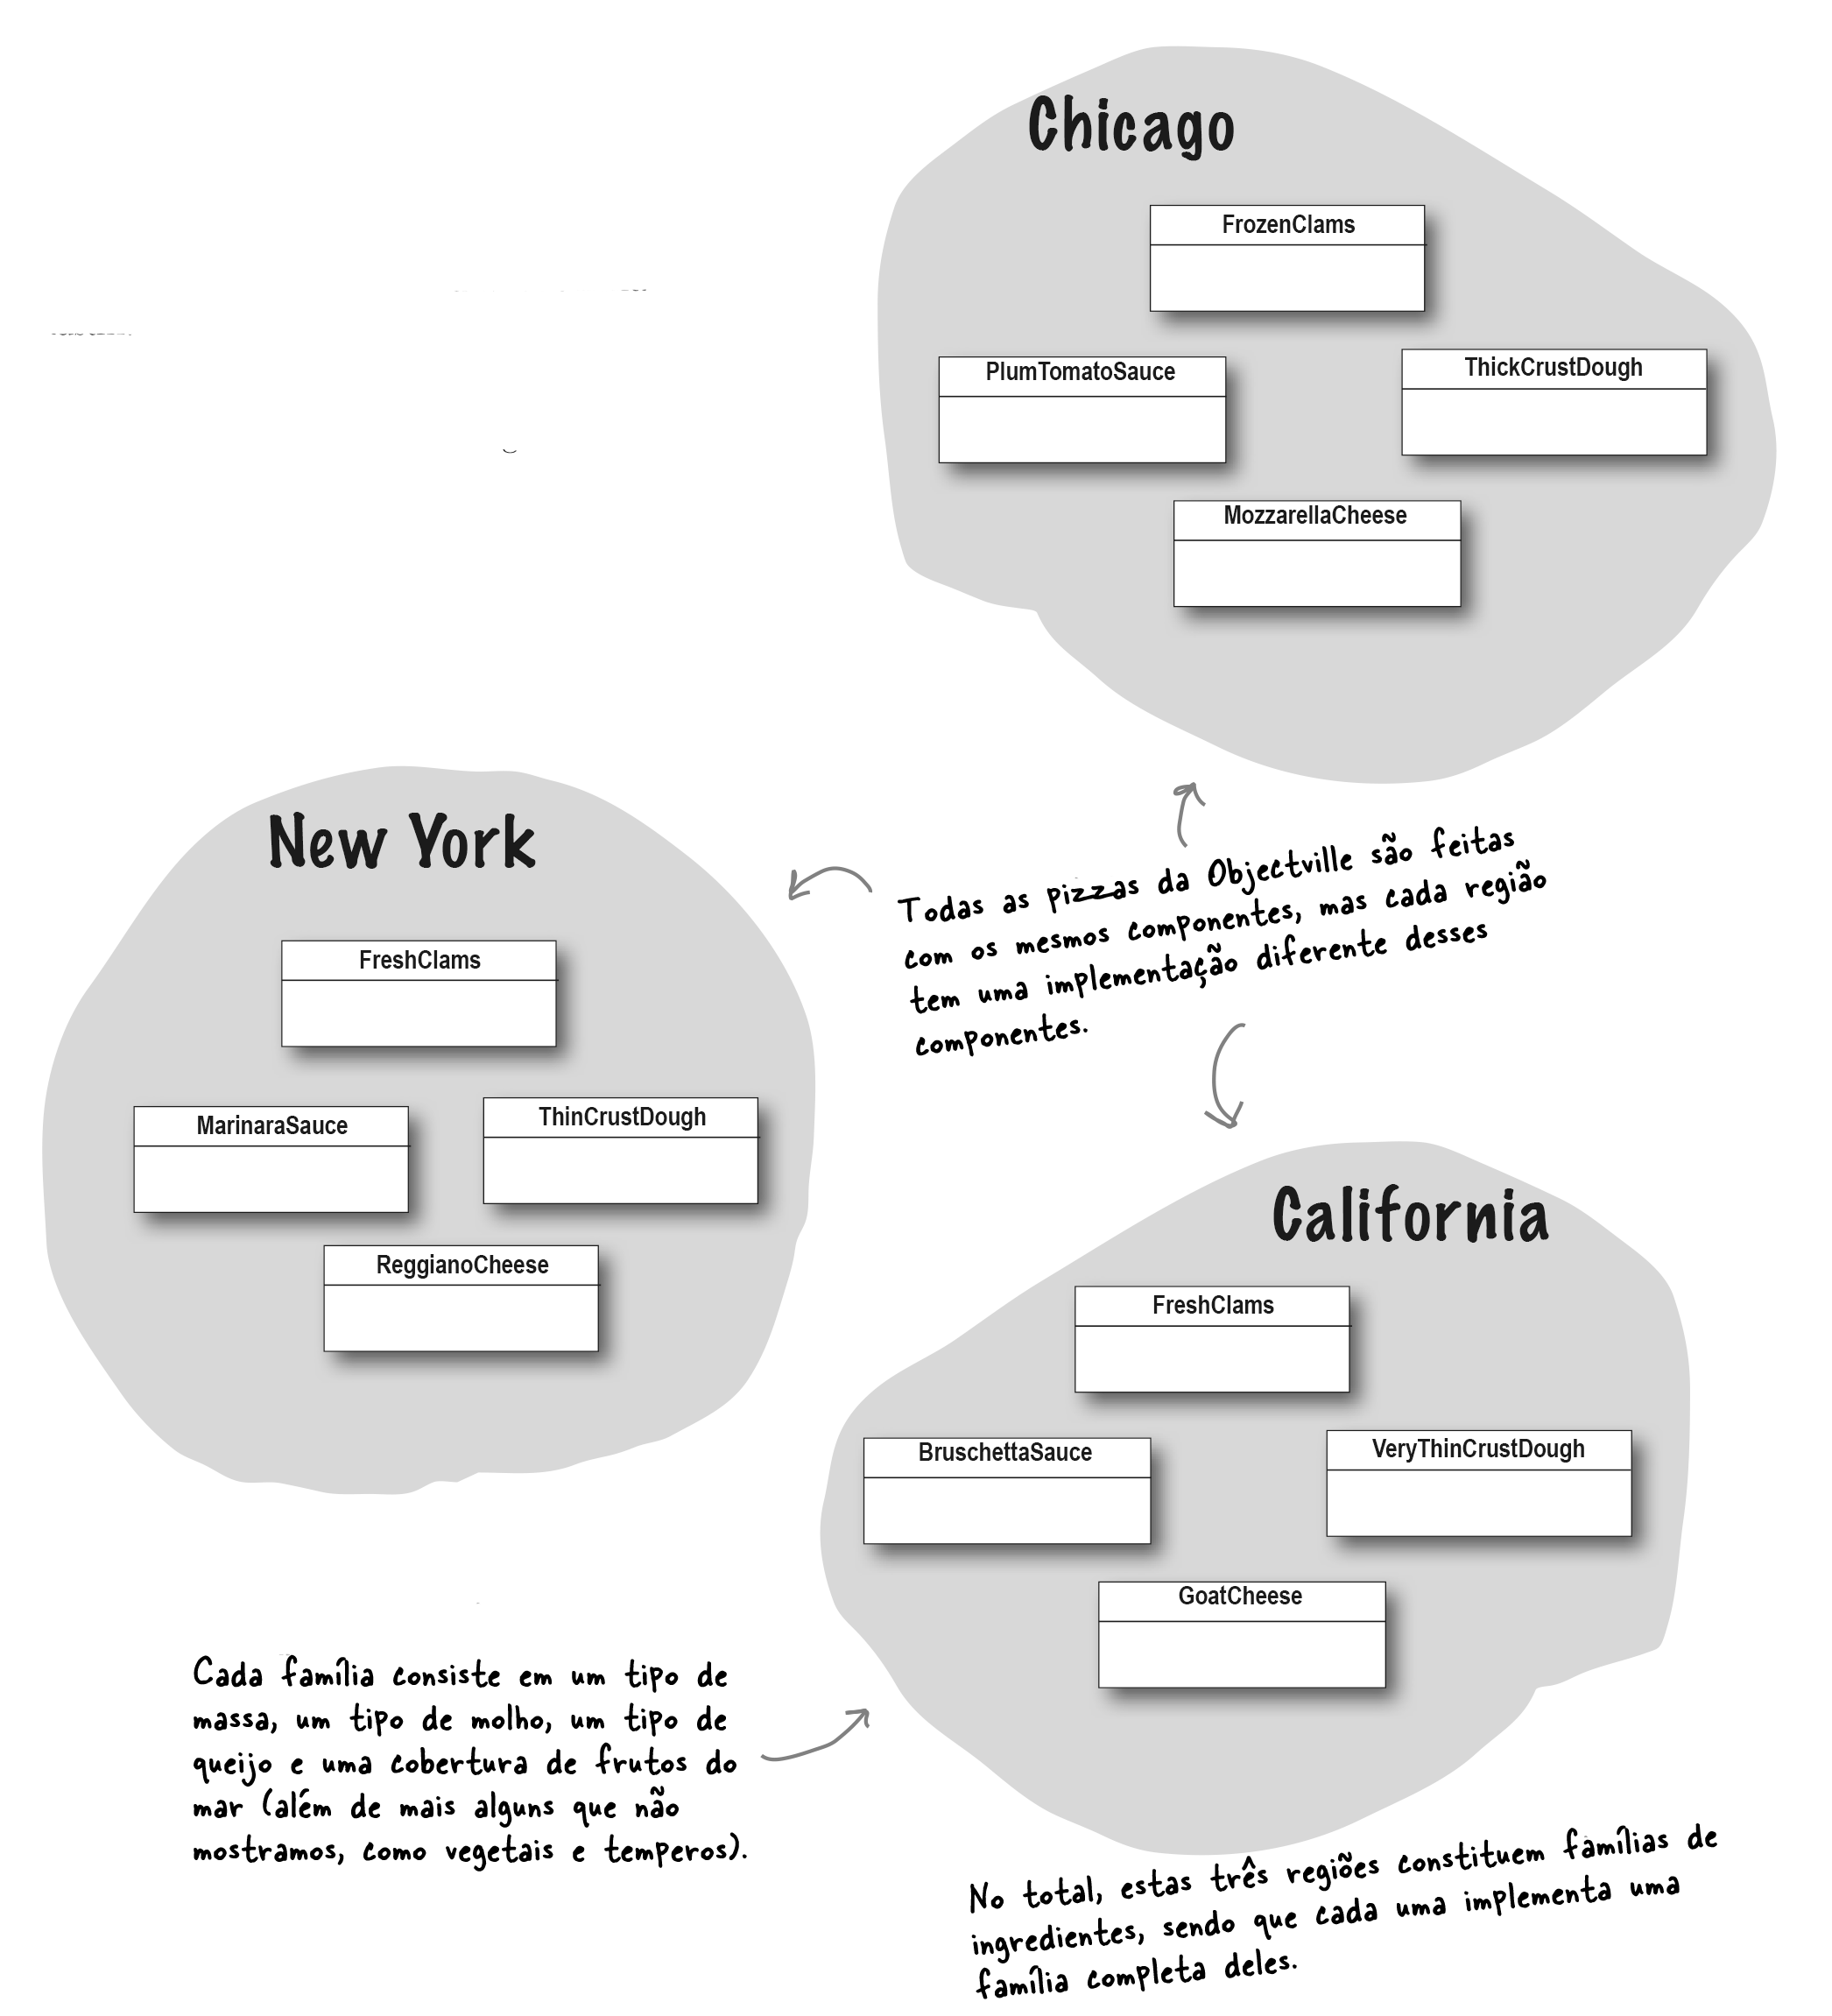 Chicago
FrozenClams
PlumTomatoSauce
ThickCrustDough
MozzarellaCheese
New York
FreshClams
MarinaraSauce
ThinCrustDough
ReggianoCheese
Todas as pizzas da Objectville são feitas
com os mesmos componentes, mas cada região
tem uma implementação diferente desses
componentes.
California
FreshClams
BruschettaSauce
VeryThinCrustDough
GoatCheese
Cada família consiste em um tipo de
massa, um tipo de molho, um tipo de
queijo e uma cobertura de frutos do
mar (além de mais alguns que não
mostramos, como vegetais e temperos).
No total, estas três regiões constituem famílias de
ingredientes, sendo que cada uma implementa uma
família completa deles.